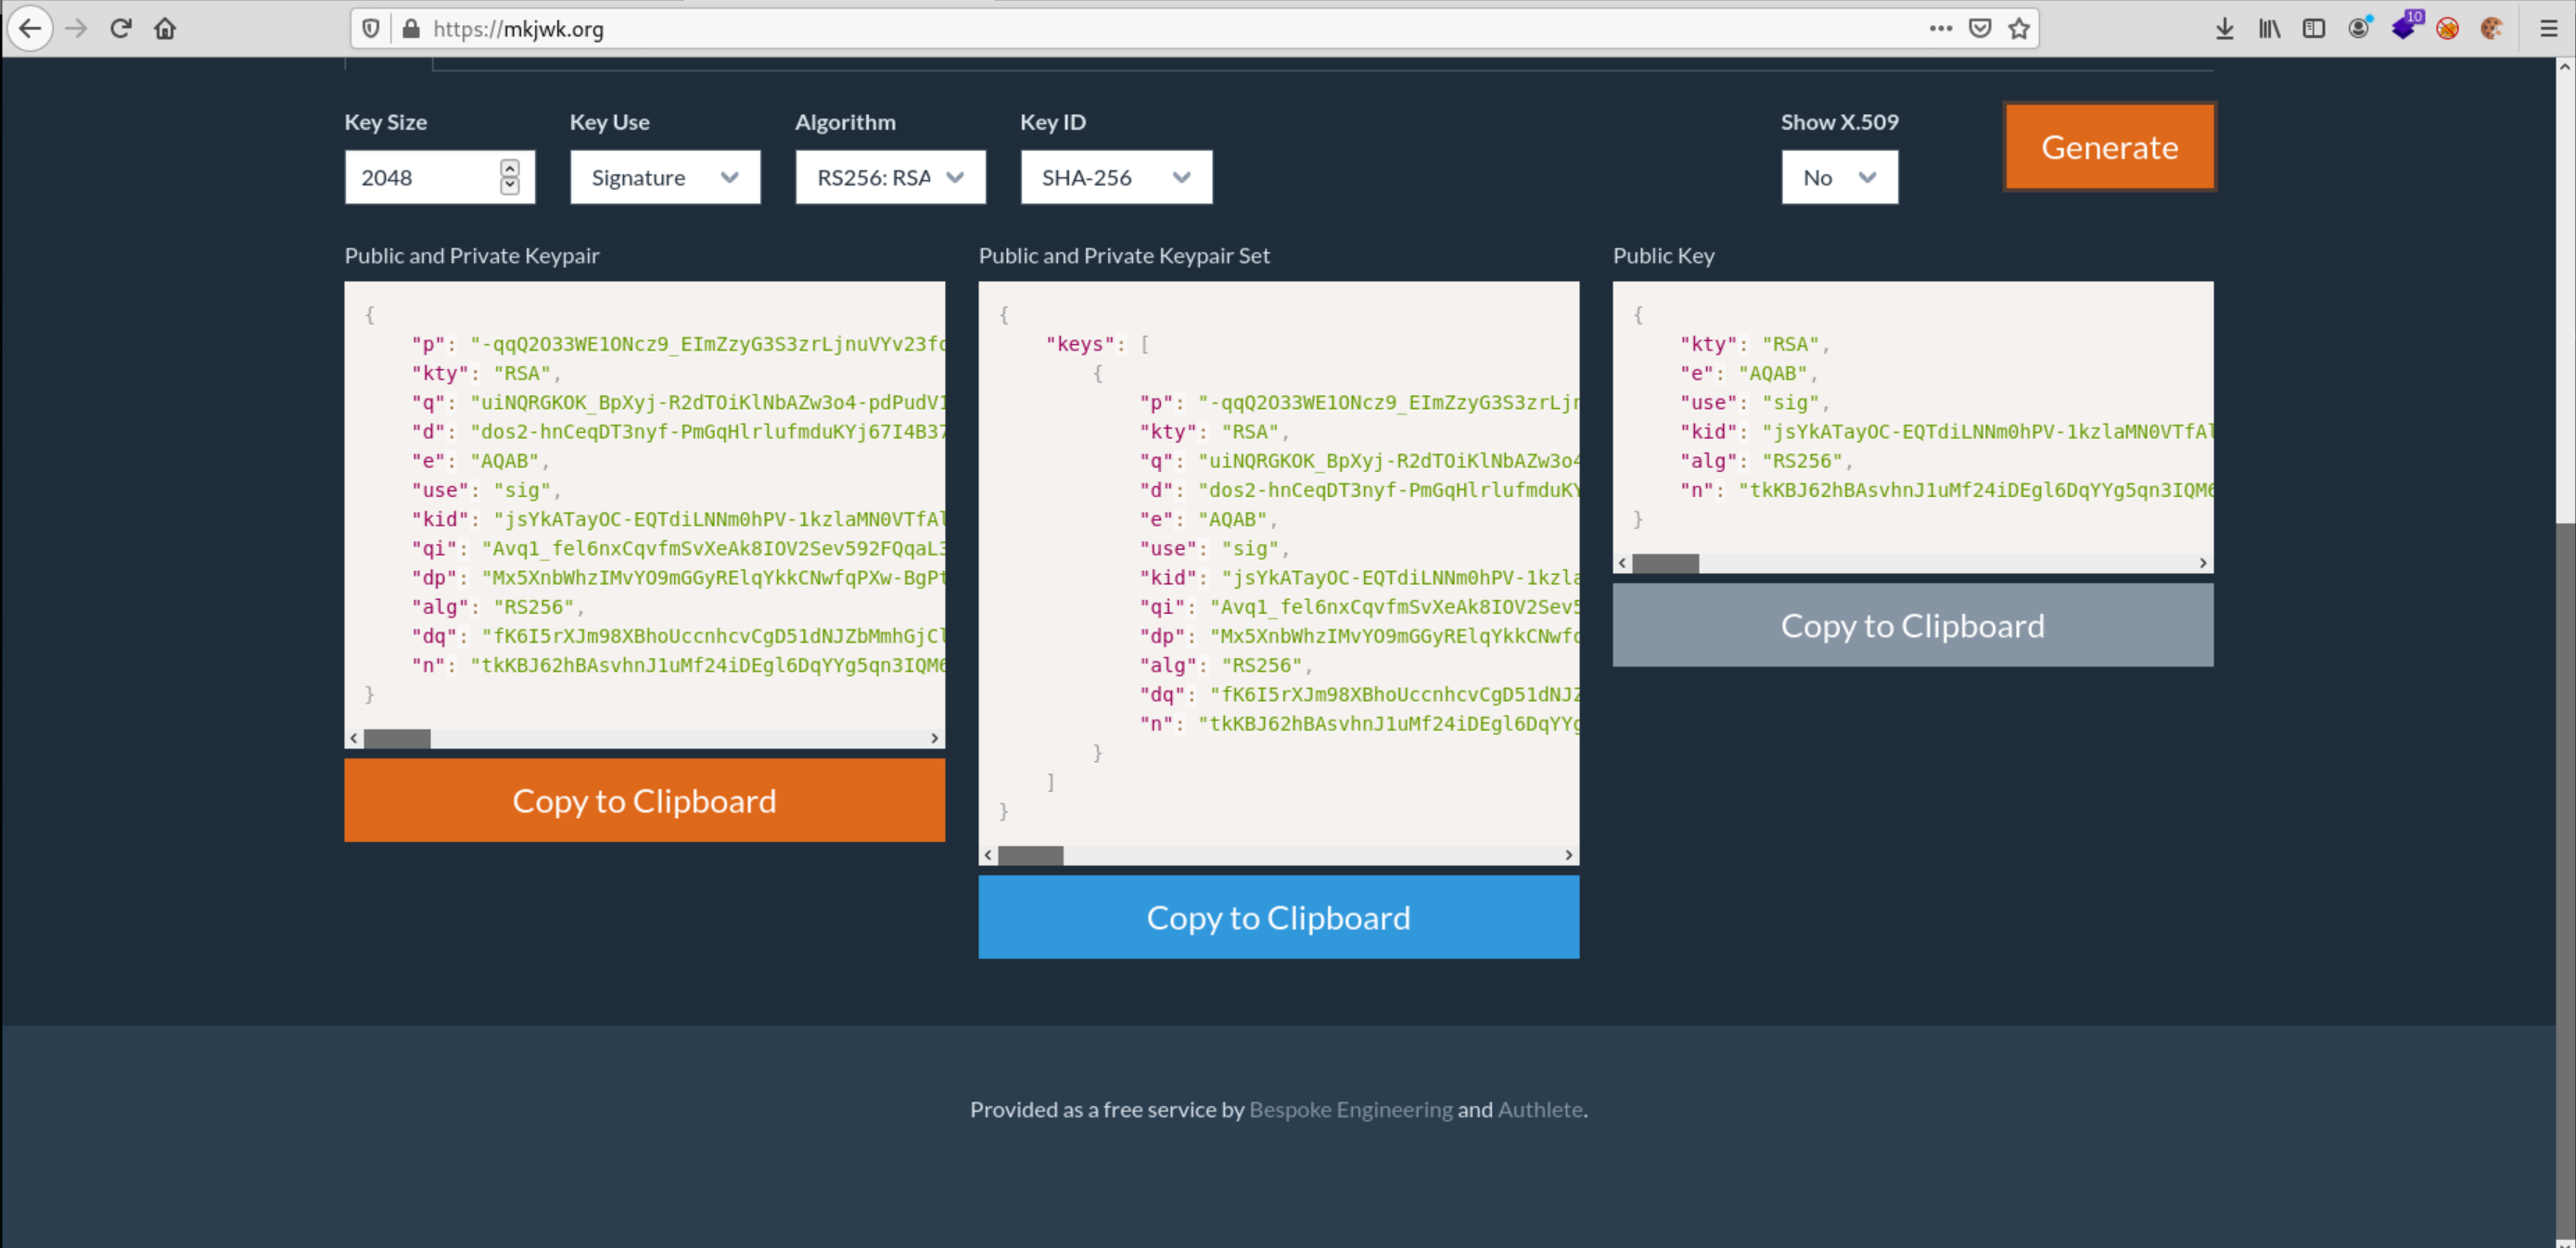 https://mkjwk.org
10
Key Size
Key Use
Algorithm
Key ID
Show X.509
Generate
2048
Signature
RS256: RSA
SHA-256
No
Public and Private Keypair
{
"p": "-qqQ2O33WE1ONcz9_EImZzyG3S3zrLjnuVYv23fc
"kty": "RSA",
"q": "uiNQRGKOK_BpXyj-R2dTOiKlNbAZw3o4-pdPudV1
"d": "dos2-hnCeqDT3nyf-PmGqHlrlufmduKYj67I4B37
"e": "AQAB",
"use": "sig",
"kid": "jsYkATayOC-EQTdiLNNm0hPV-1kzlaMN0VTfAl
"qi": "Avq1_fel6nxCqvfmSvXeAk8IOV2Sev592FQqaL3
"dp": "Mx5XnbWhzIMvYO9mGGyRElqYkkCNwfqPXw-BgPt
"alg": "RS256",
"dq": "fK6I5rXJm98XBhoUccnhcvCgD51dNJZbMmhGjCl
"n": "tkKBJ62hBAsvhnJ1uMf24iDEgl6DqYYg5qn3IQM6
}
Copy to Clipboard
Public and Private Keypair Set
{
"keys": [
{
"p": "-qqQ2O33WE1ONcz9_EImZzyG3S3zrLjn
"kty": "RSA",
"q": "uiNQRGKOK_BpXyj-R2dTOiKlNbAZw3o4
"d": "dos2-hnCeqDT3nyf-PmGqHlrlufmduKY
"e": "AQAB",
"use": "sig",
"kid": "jsYkATayOC-EQTdiLNNm0hPV-1kzla
"qi": "Avq1_fel6nxCqvfmSvXeAk8IOV2Sev5
"dp": "Mx5XnbWhzIMvYO9mGGyRElqYkkCNwfq
"alg": "RS256",
"dq": "fK6I5rXJm98XBhoUccnhcvCgD51dNJZ
"n": "tkKBJ62hBAsvhnJ1uMf24iDEgl6DqYYg
}
]
}
Copy to Clipboard
Public Key
{
"kty": "RSA",
"e": "AQAB",
"use": "sig",
"kid": "jsYkATayOC-EQTdiLNNm0hPV-1kzlaMN0VTfAl
"alg": "RS256",
"n": "tkKBJ62hBAsvhnJ1uMf24iDEgl6DqYYg5qn3IQM6
}
Copy to Clipboard
Provided as a free service by Bespoke Engineering and Authlete.